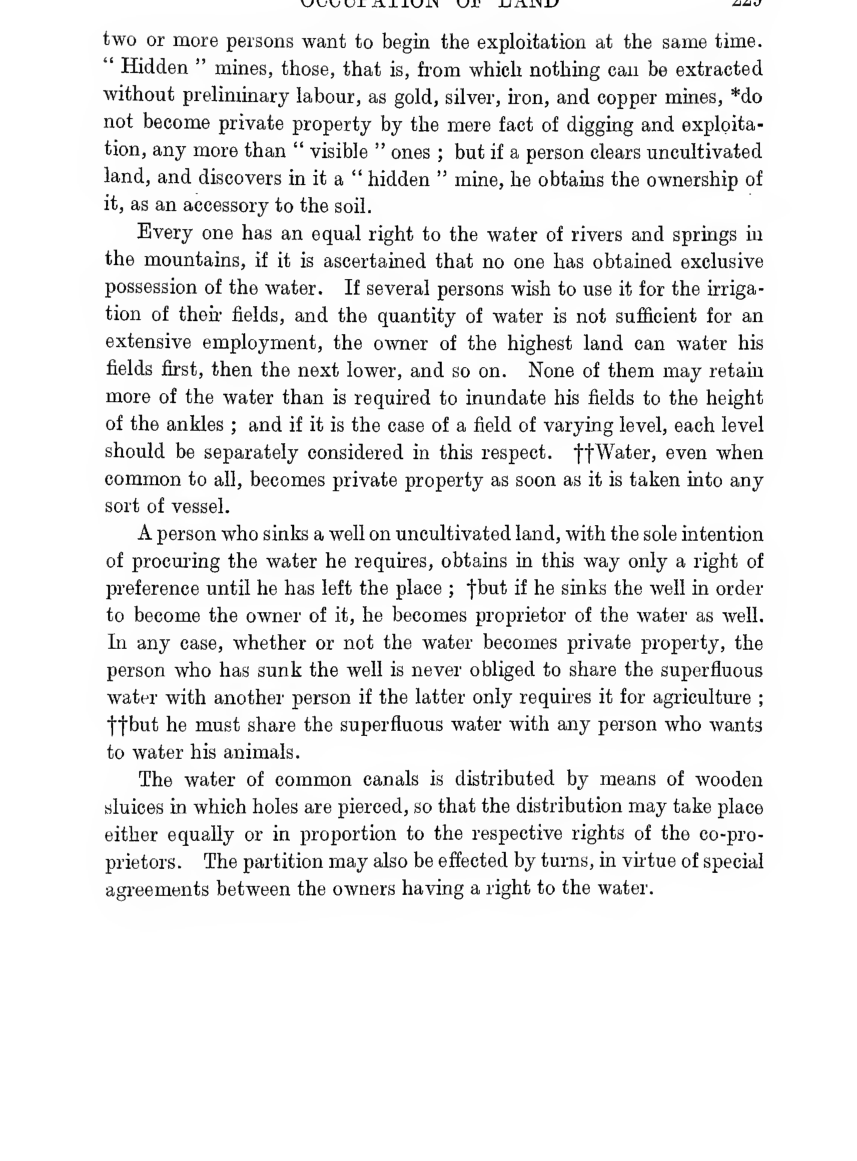 OCCUPATION OF LAND 225
two or more persons want to begin the exploitation at the same time.
“ Hidden ” mines, those, that is, from which nothing can be extracted
without preliminary labour, as gold, silver, iron, and copper mines, *do
not become private property by the mere fact of digging and exploita-
tion, any more than “ visible ” ones ; but if a person clears uncultivated
land, and discovers in it a “ hidden ” mine, he obtains the ownership of
it, as an accessory to the soil.
Every one has an equal right to the water of rivers and springs in
the mountains, if it is ascertained that no one has obtained exclusive
possession of the water. If several persons wish to use it for the irriga-
tion of their fields, and the quantity of water is not sufficient for an
extensive employment, the owner of the highest land can water his
fields first, then the next lower, and so on. None of them may retain
more of the water than is required to inundate his fields to the height
of the ankles ; and if it is the case of a field of varying level, each level
should be separately considered in this respect. ††Water, even when
common to all, becomes private property as soon as it is taken into any
sort of vessel.
A person who sinks a well on uncultivated land, with the sole intention
of procuring the water he requires, obtains in this way only a right of
preference until he has left the place ; †but if he sinks the well in order
to become the owner of it, he becomes proprietor of the water as well.
In any case, whether or not the water becomes private property, the
person who has sunk the well is never obliged to share the superfluous
water with another person if the latter only requires it for agriculture ;
††but he must share the superfluous water with any person who wants
to water his animals.
The water of common canals is distributed by means of wooden
sluices in which holes are pierced, so that the distribution may take place
either equally or in proportion to the respective rights of the co-pro-
prietors. The partition may also be effected by turns, in virtue of special
agreements between the owners having a right to the water.